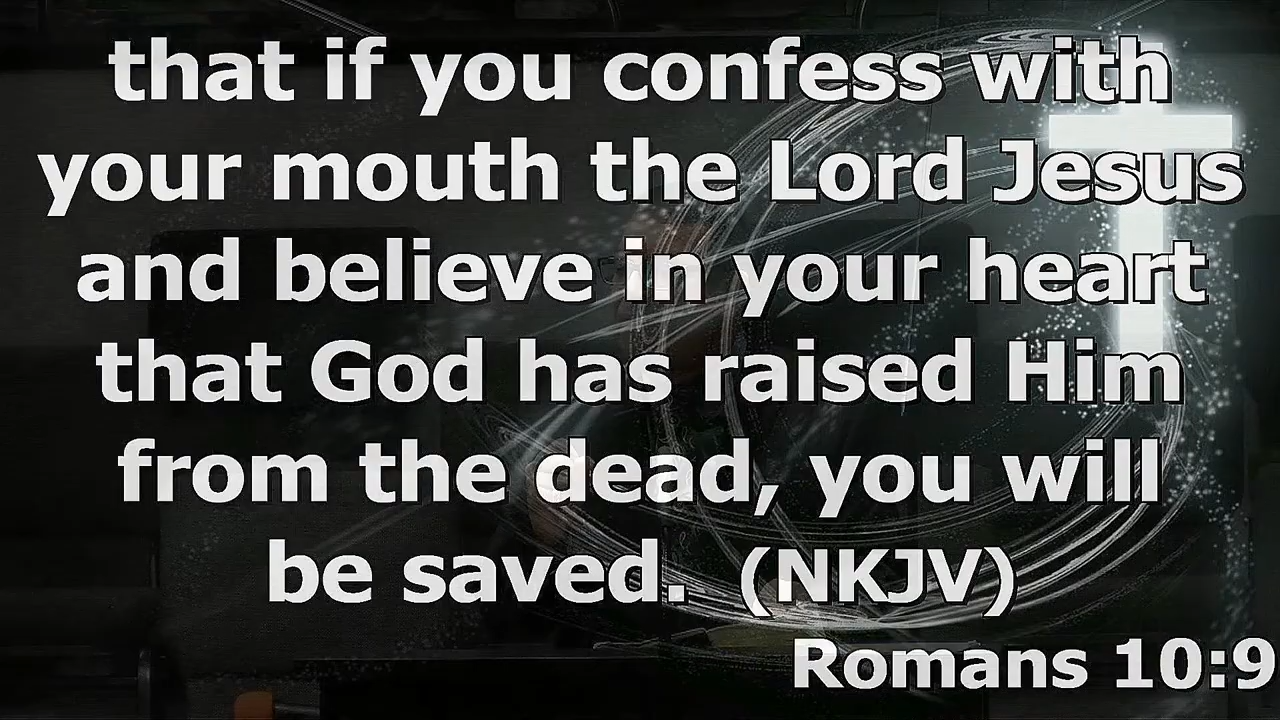 that if you confess with
your mouth the Lord Jesus
and believe in your heart
that God has raised Him
from the dead, you will
be saved. (NKJV)
Romans 10:9